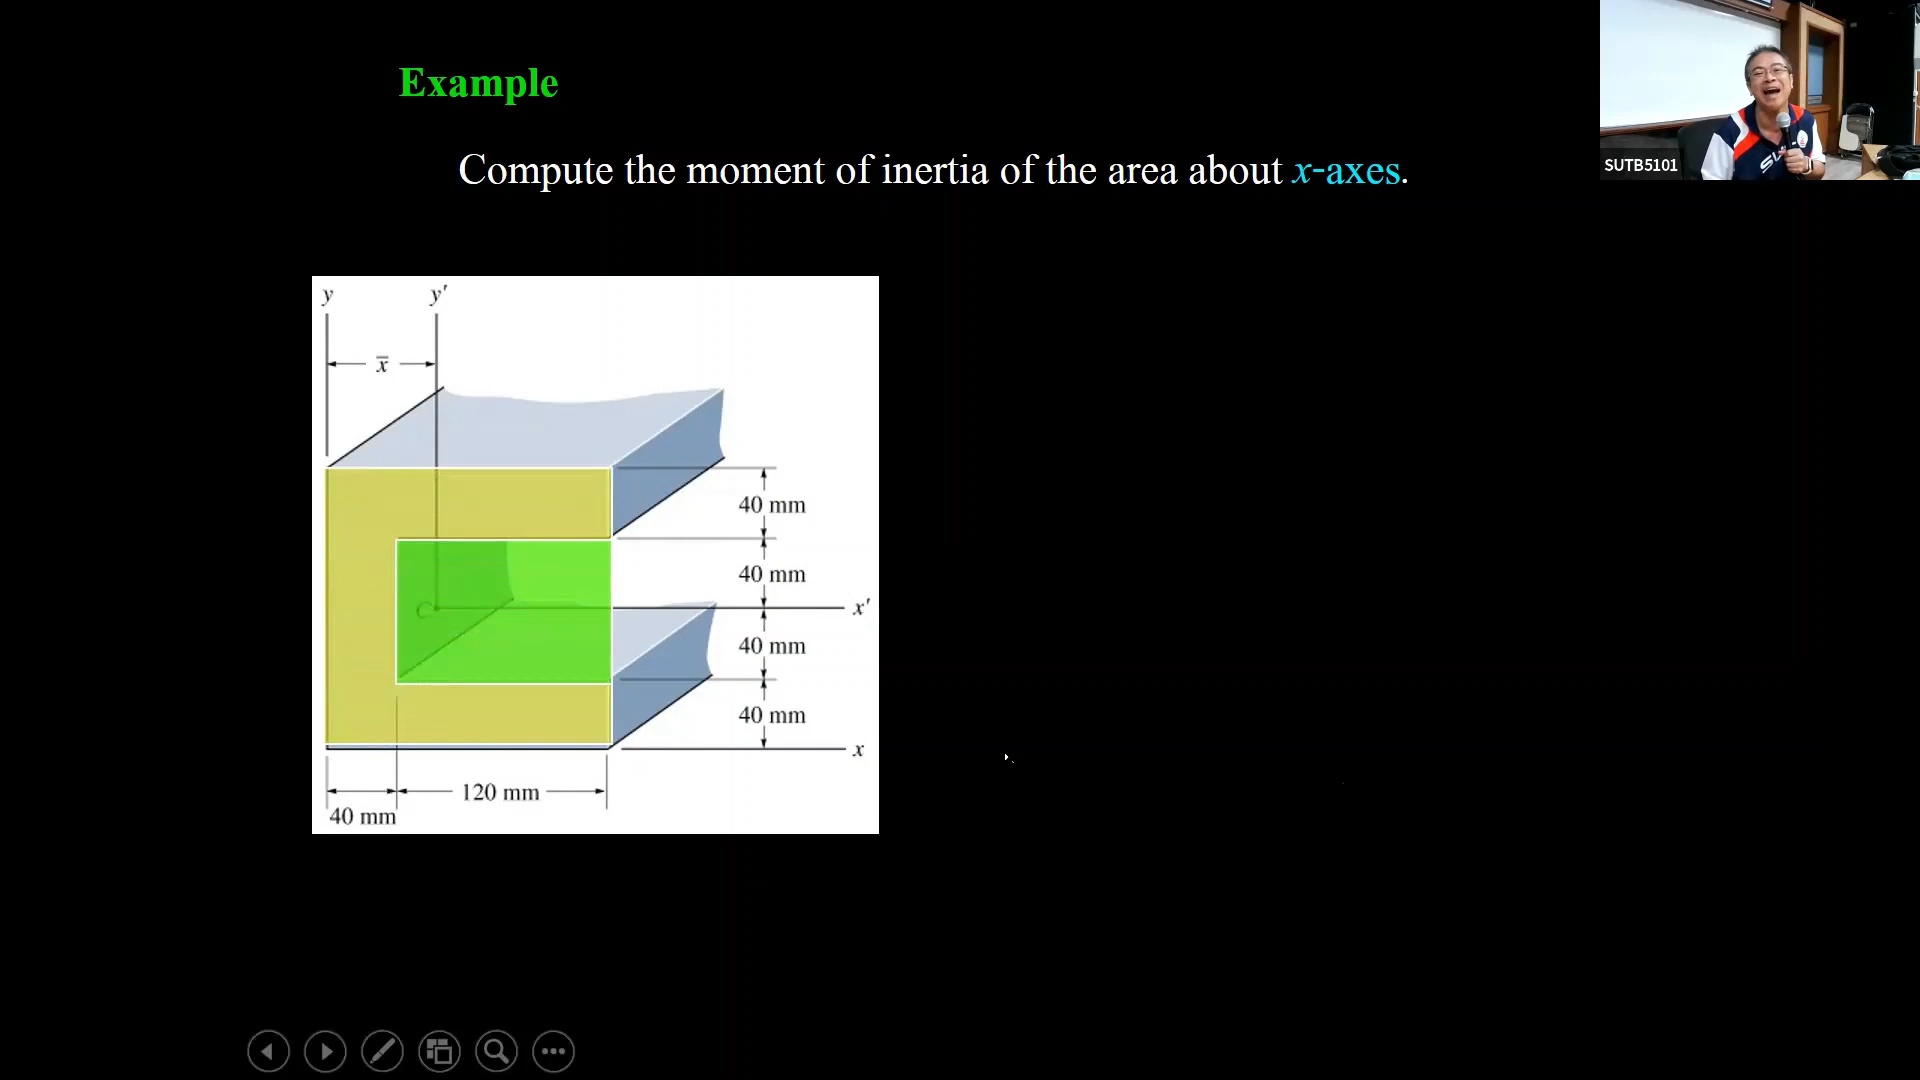 Example
Compute the moment of inertia of the area about x-axes.
SUTB5101
y
y′
x̄
40 mm
40 mm
C
x′
40 mm
40 mm
x
120 mm
40 mm